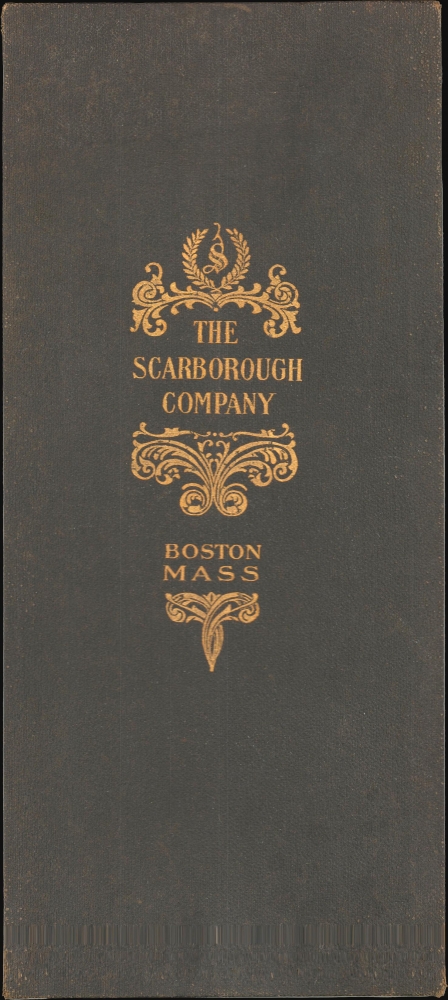 S
THE
SCARBOROUGH
COMPANY
BOSTON
MASS